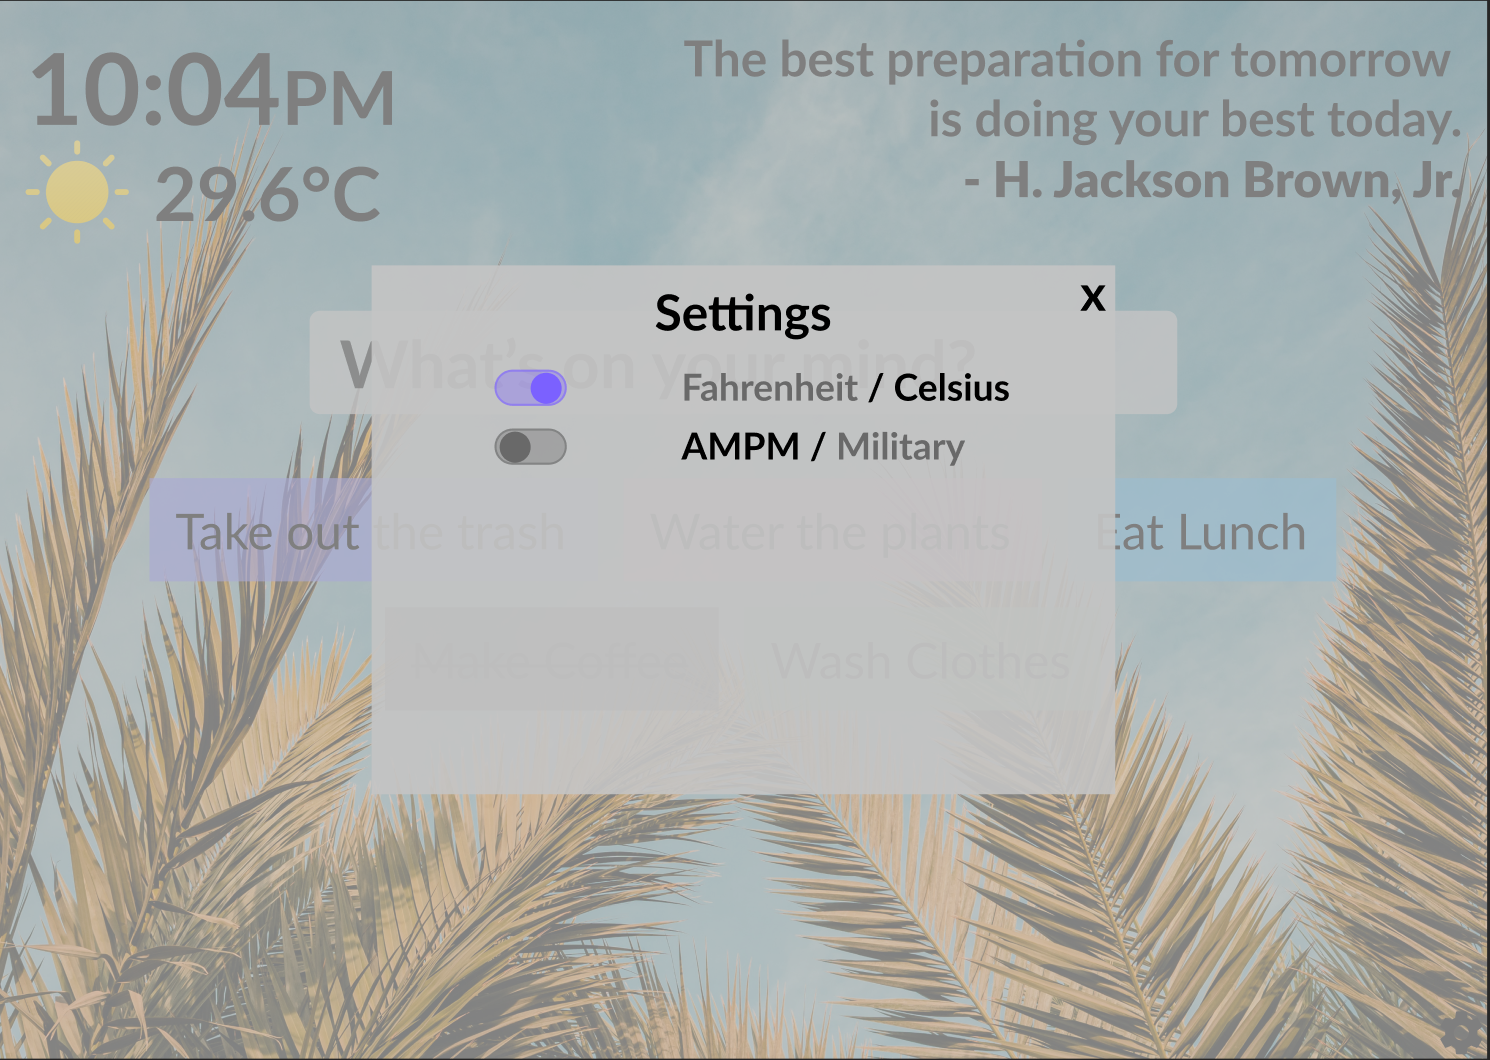 10:04PM
29.6°C
The best preparation for tomorrow
is doing your best today.
- H. Jackson Brown, Jr.
Settings
X
What's on your mind?
Fahrenheit / Celsius
AMPM / Military
Take out the trash
Water the plants
Eat Lunch
Make Coffee
Wash Clothes